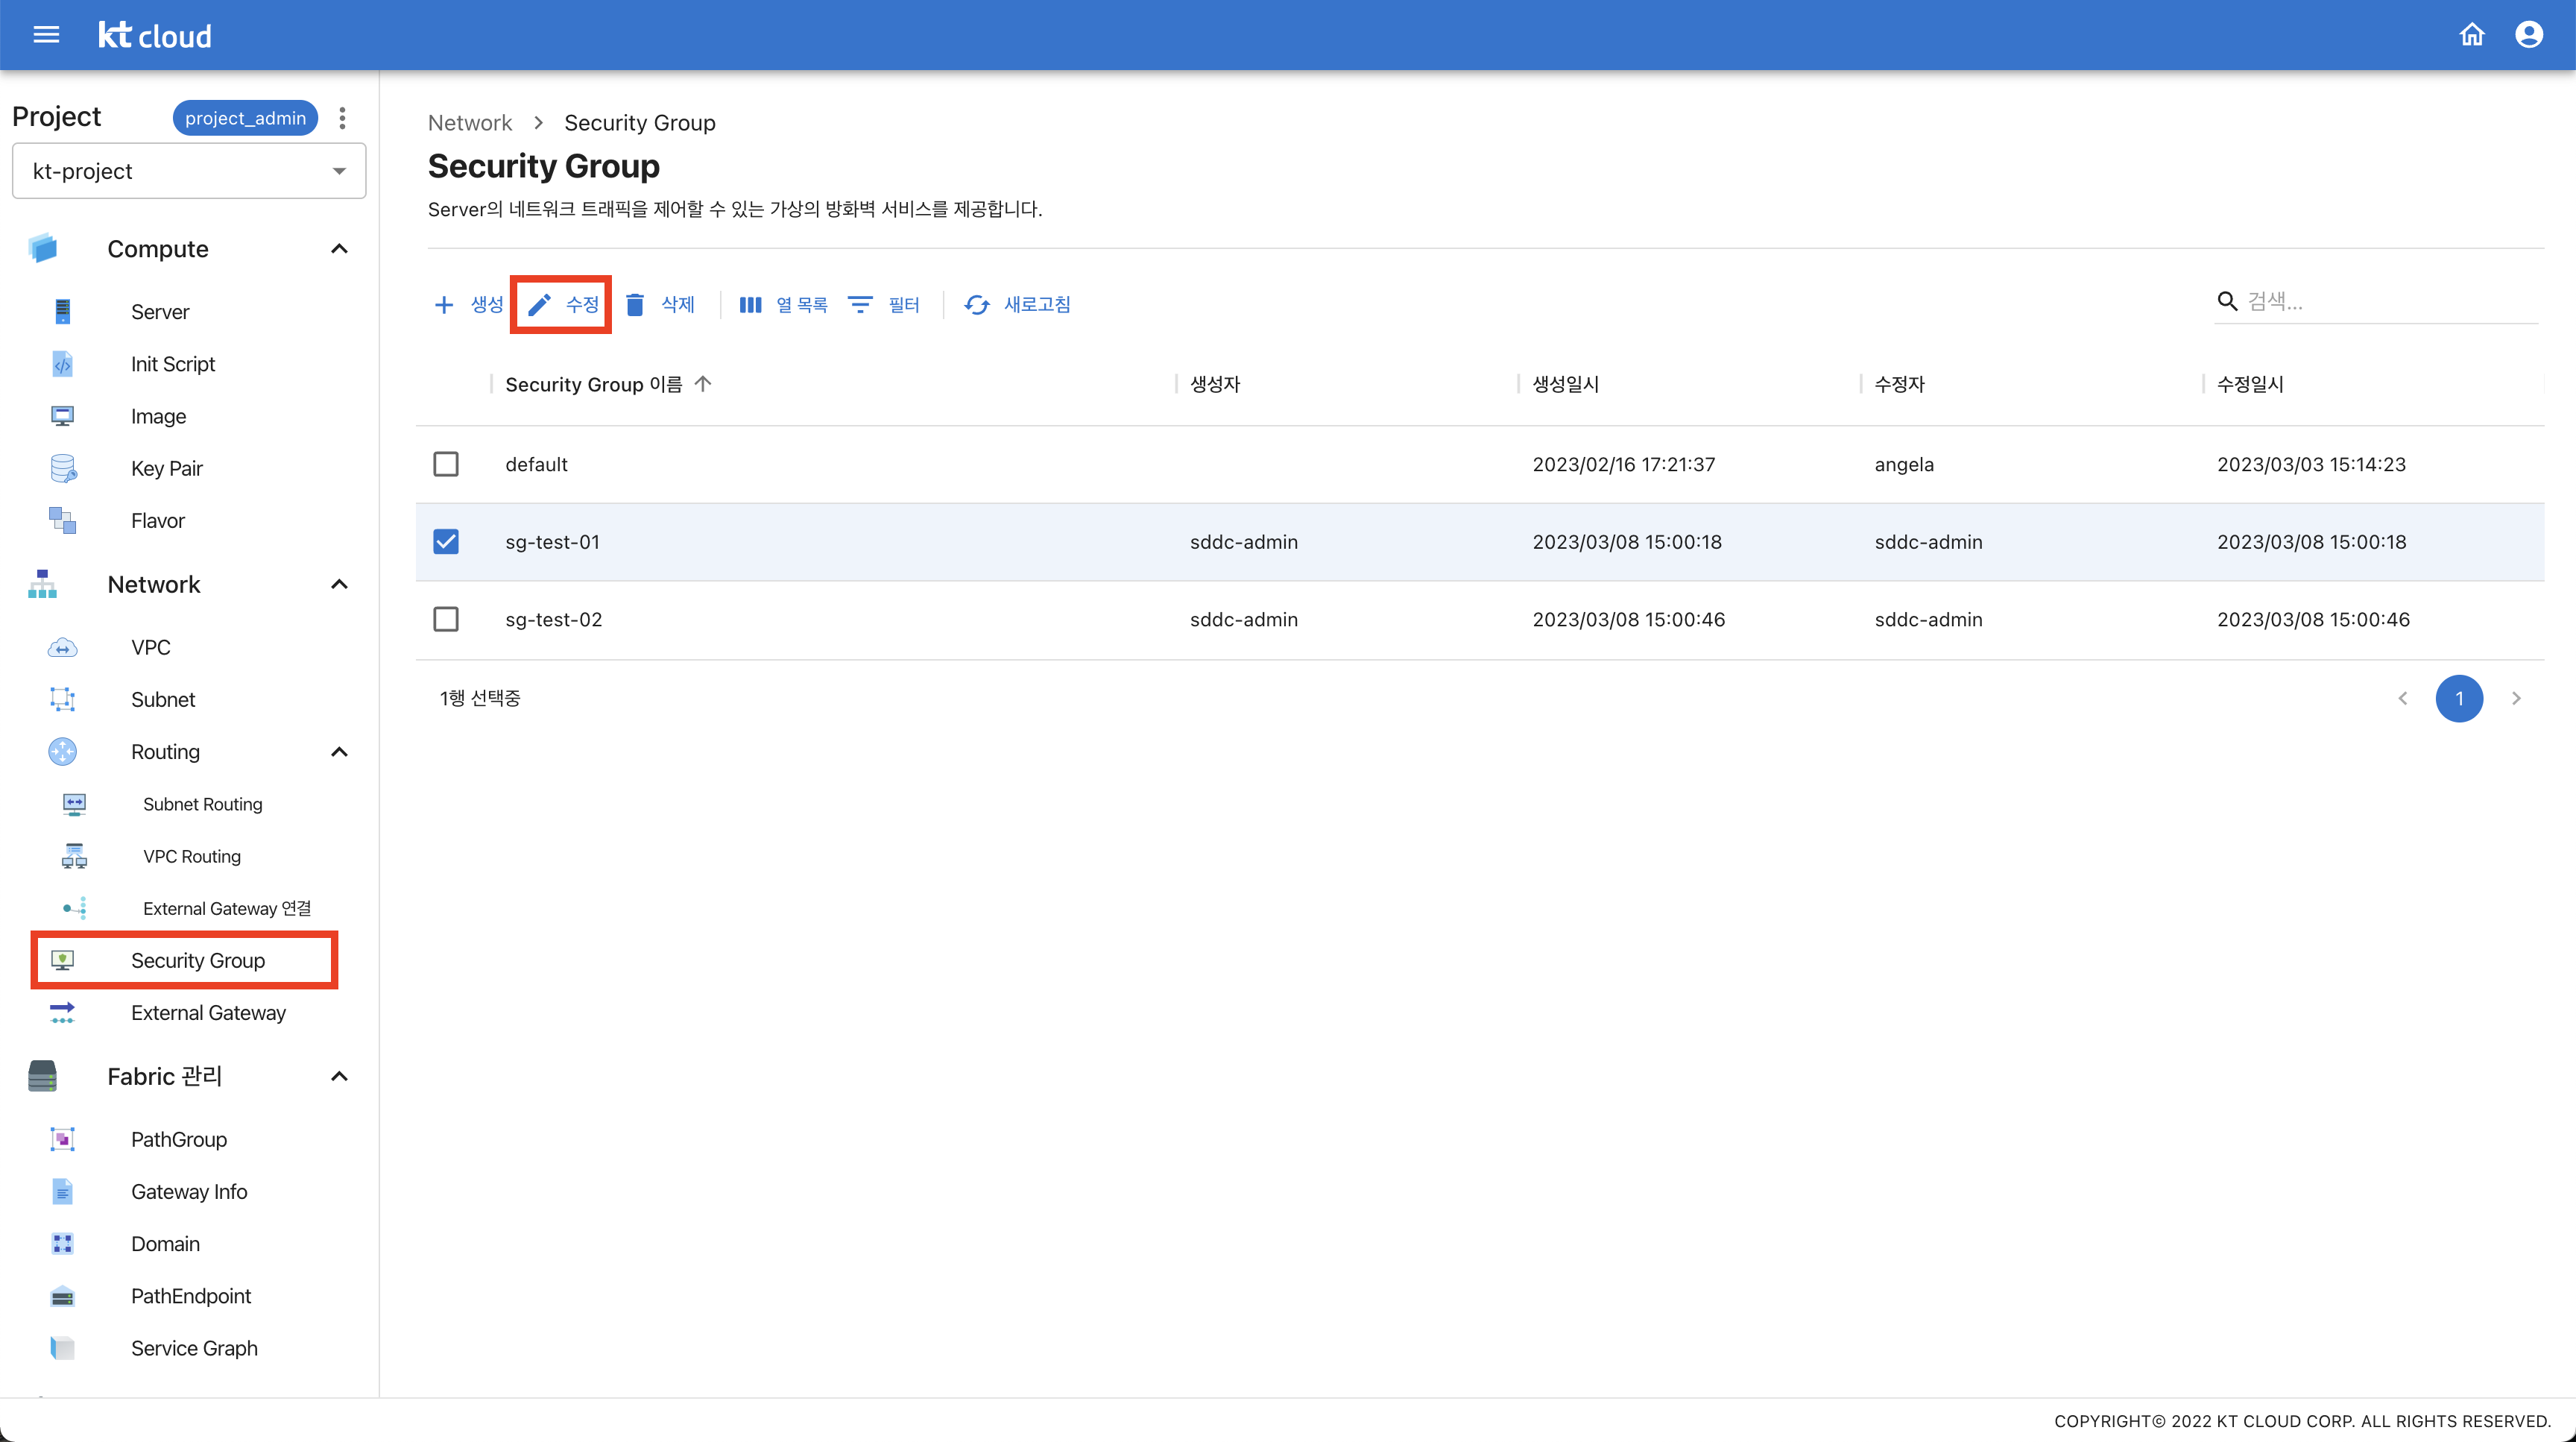 kt cloud
Project
project_admin
kt-project
Compute
Server
Init Script
Image
Key Pair
Flavor
Network
VPC
Subnet
Routing
Subnet Routing
VPC Routing
External Gateway 연결
Security Group
External Gateway
Fabric 관리
PathGroup
Gateway Info
Domain
PathEndpoint
Service Graph
Network > Security Group
Security Group
Server의 네트워크 트래픽을 제어할 수 있는 가상의 방화벽 서비스를 제공합니다.
생성 수정 삭제 열 목록 필터 새로고침 검색...
Security Group 이름 생성자 생성일시 수정자 수정일시
default 2023/02/16 17:21:37 angela 2023/03/03 15:14:23
sg-test-01 sddc-admin 2023/03/08 15:00:18 sddc-admin 2023/03/08 15:00:18
sg-test-02 sddc-admin 2023/03/08 15:00:46 sddc-admin 2023/03/08 15:00:46
1행 선택중 1
COPYRIGHT© 2022 KT CLOUD CORP. ALL RIGHTS RESERVED.